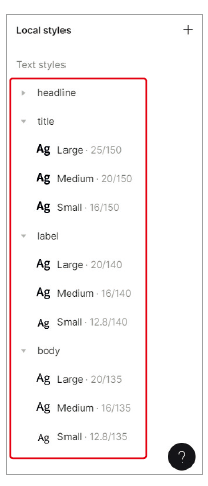 Local styles +
Text styles
headline
title
Ag Large · 25/150
Ag Medium · 20/150
Ag Small · 16/150
label
Ag Large · 20/140
Ag Medium · 16/140
Ag Small · 12.8/140
body
Ag Large · 20/135
Ag Medium · 16/135
Ag Small · 12.8/135
?